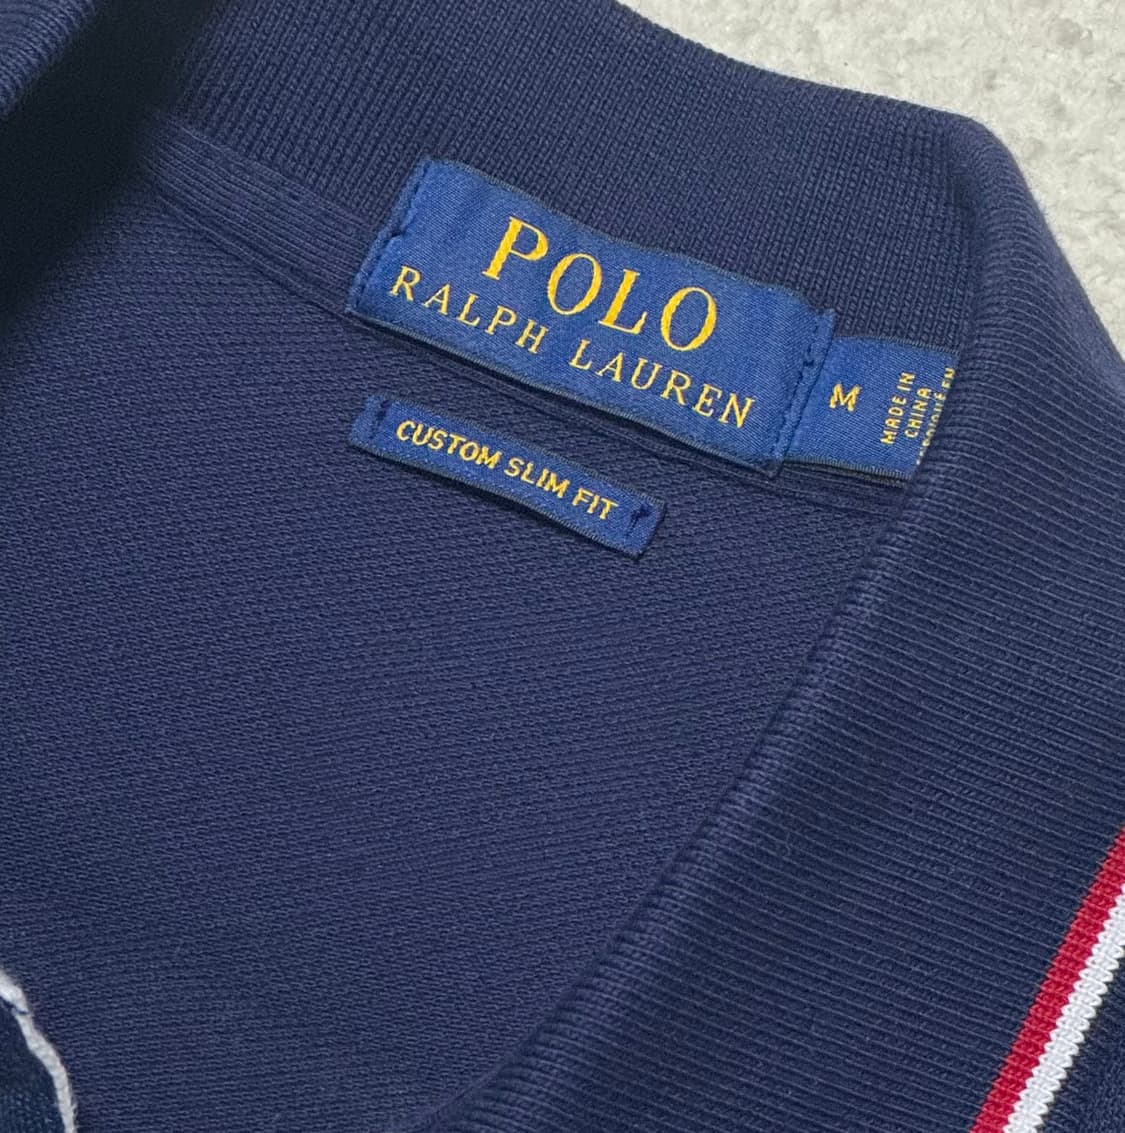 POLO
RALPH LAUREN
M
MADE IN
CHINA
CUSTOM SLIM FIT